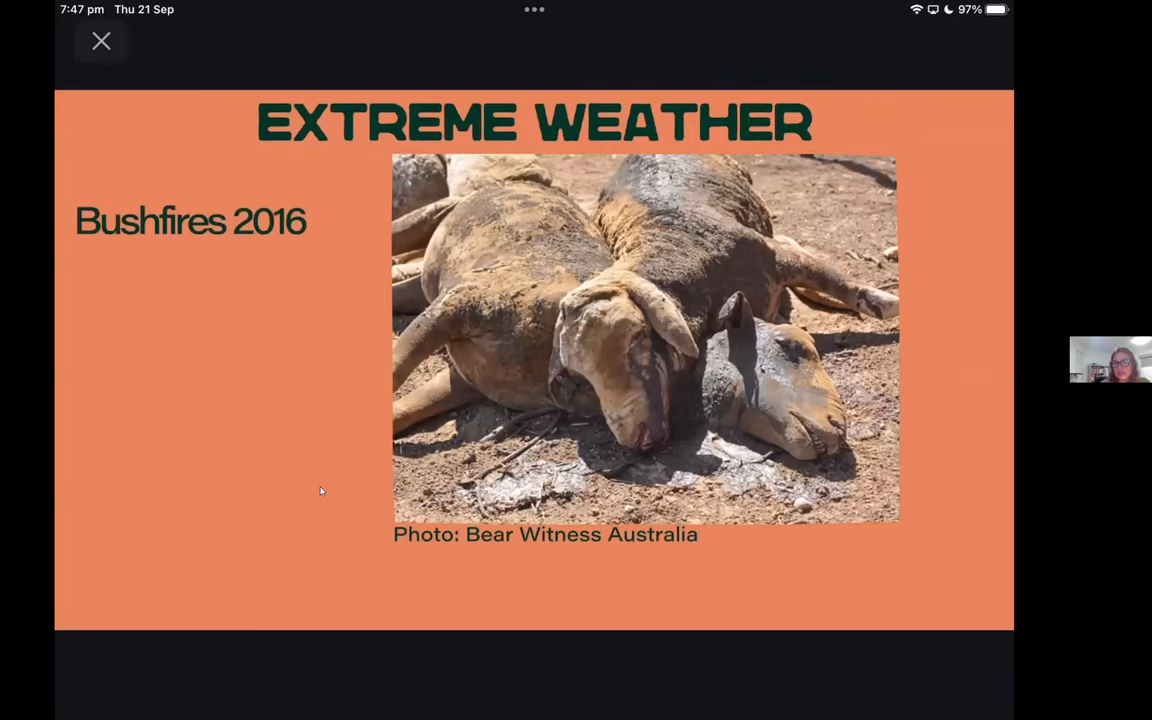 7:47 pm Thu 21 Sep
97%
EXTREME WEATHER
Bushfires 2016
Photo: Bear Witness Australia